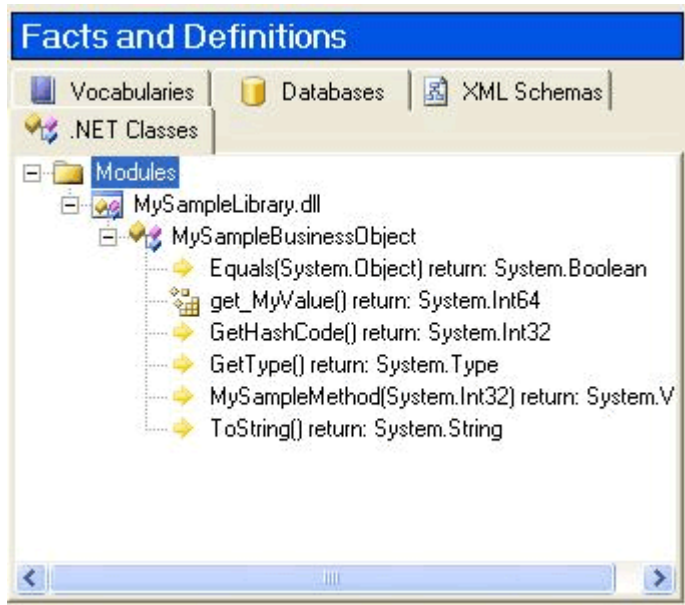 Facts and Definitions
Vocabularies Databases XML Schemas
.NET Classes
Modules
MySampleLibrary.dll
MySampleBusinessObject
Equals(System.Object) return: System.Boolean
get_MyValue() return: System.Int64
GetHashCode() return: System.Int32
GetType() return: System.Type
MySampleMethod(System.Int32) return: System.V
ToString() return: System.String